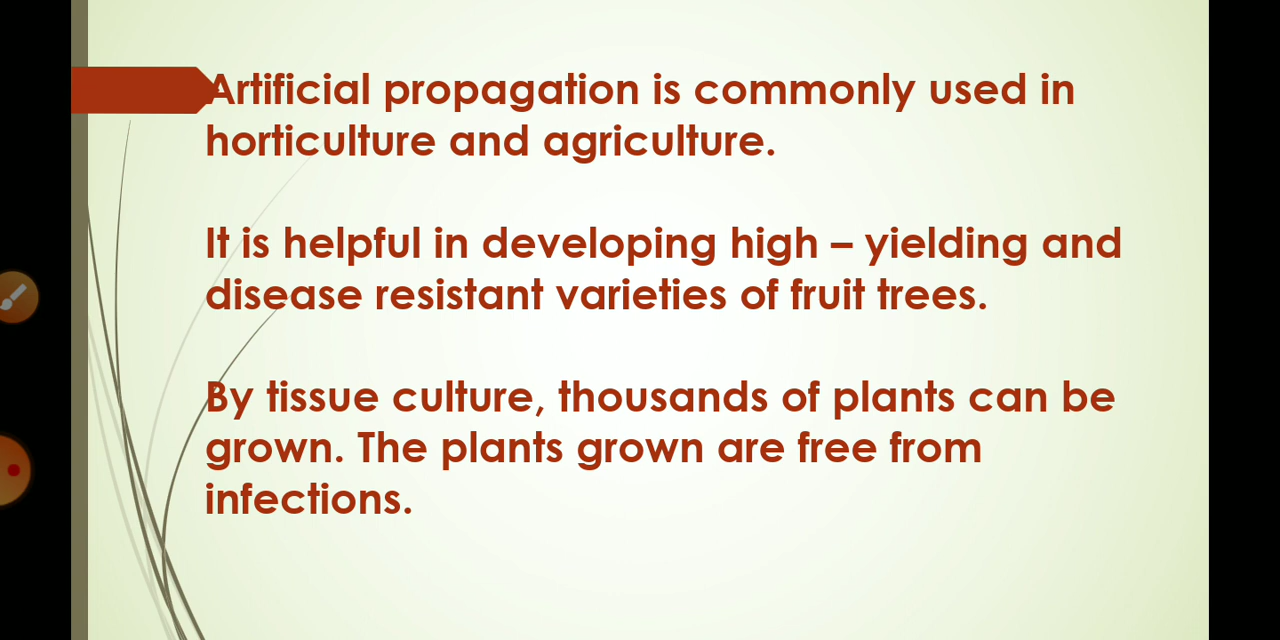 Artificial propagation is commonly used in
horticulture and agriculture.
It is helpful in developing high – yielding and
disease resistant varieties of fruit trees.
By tissue culture, thousands of plants can be
grown. The plants grown are free from
infections.